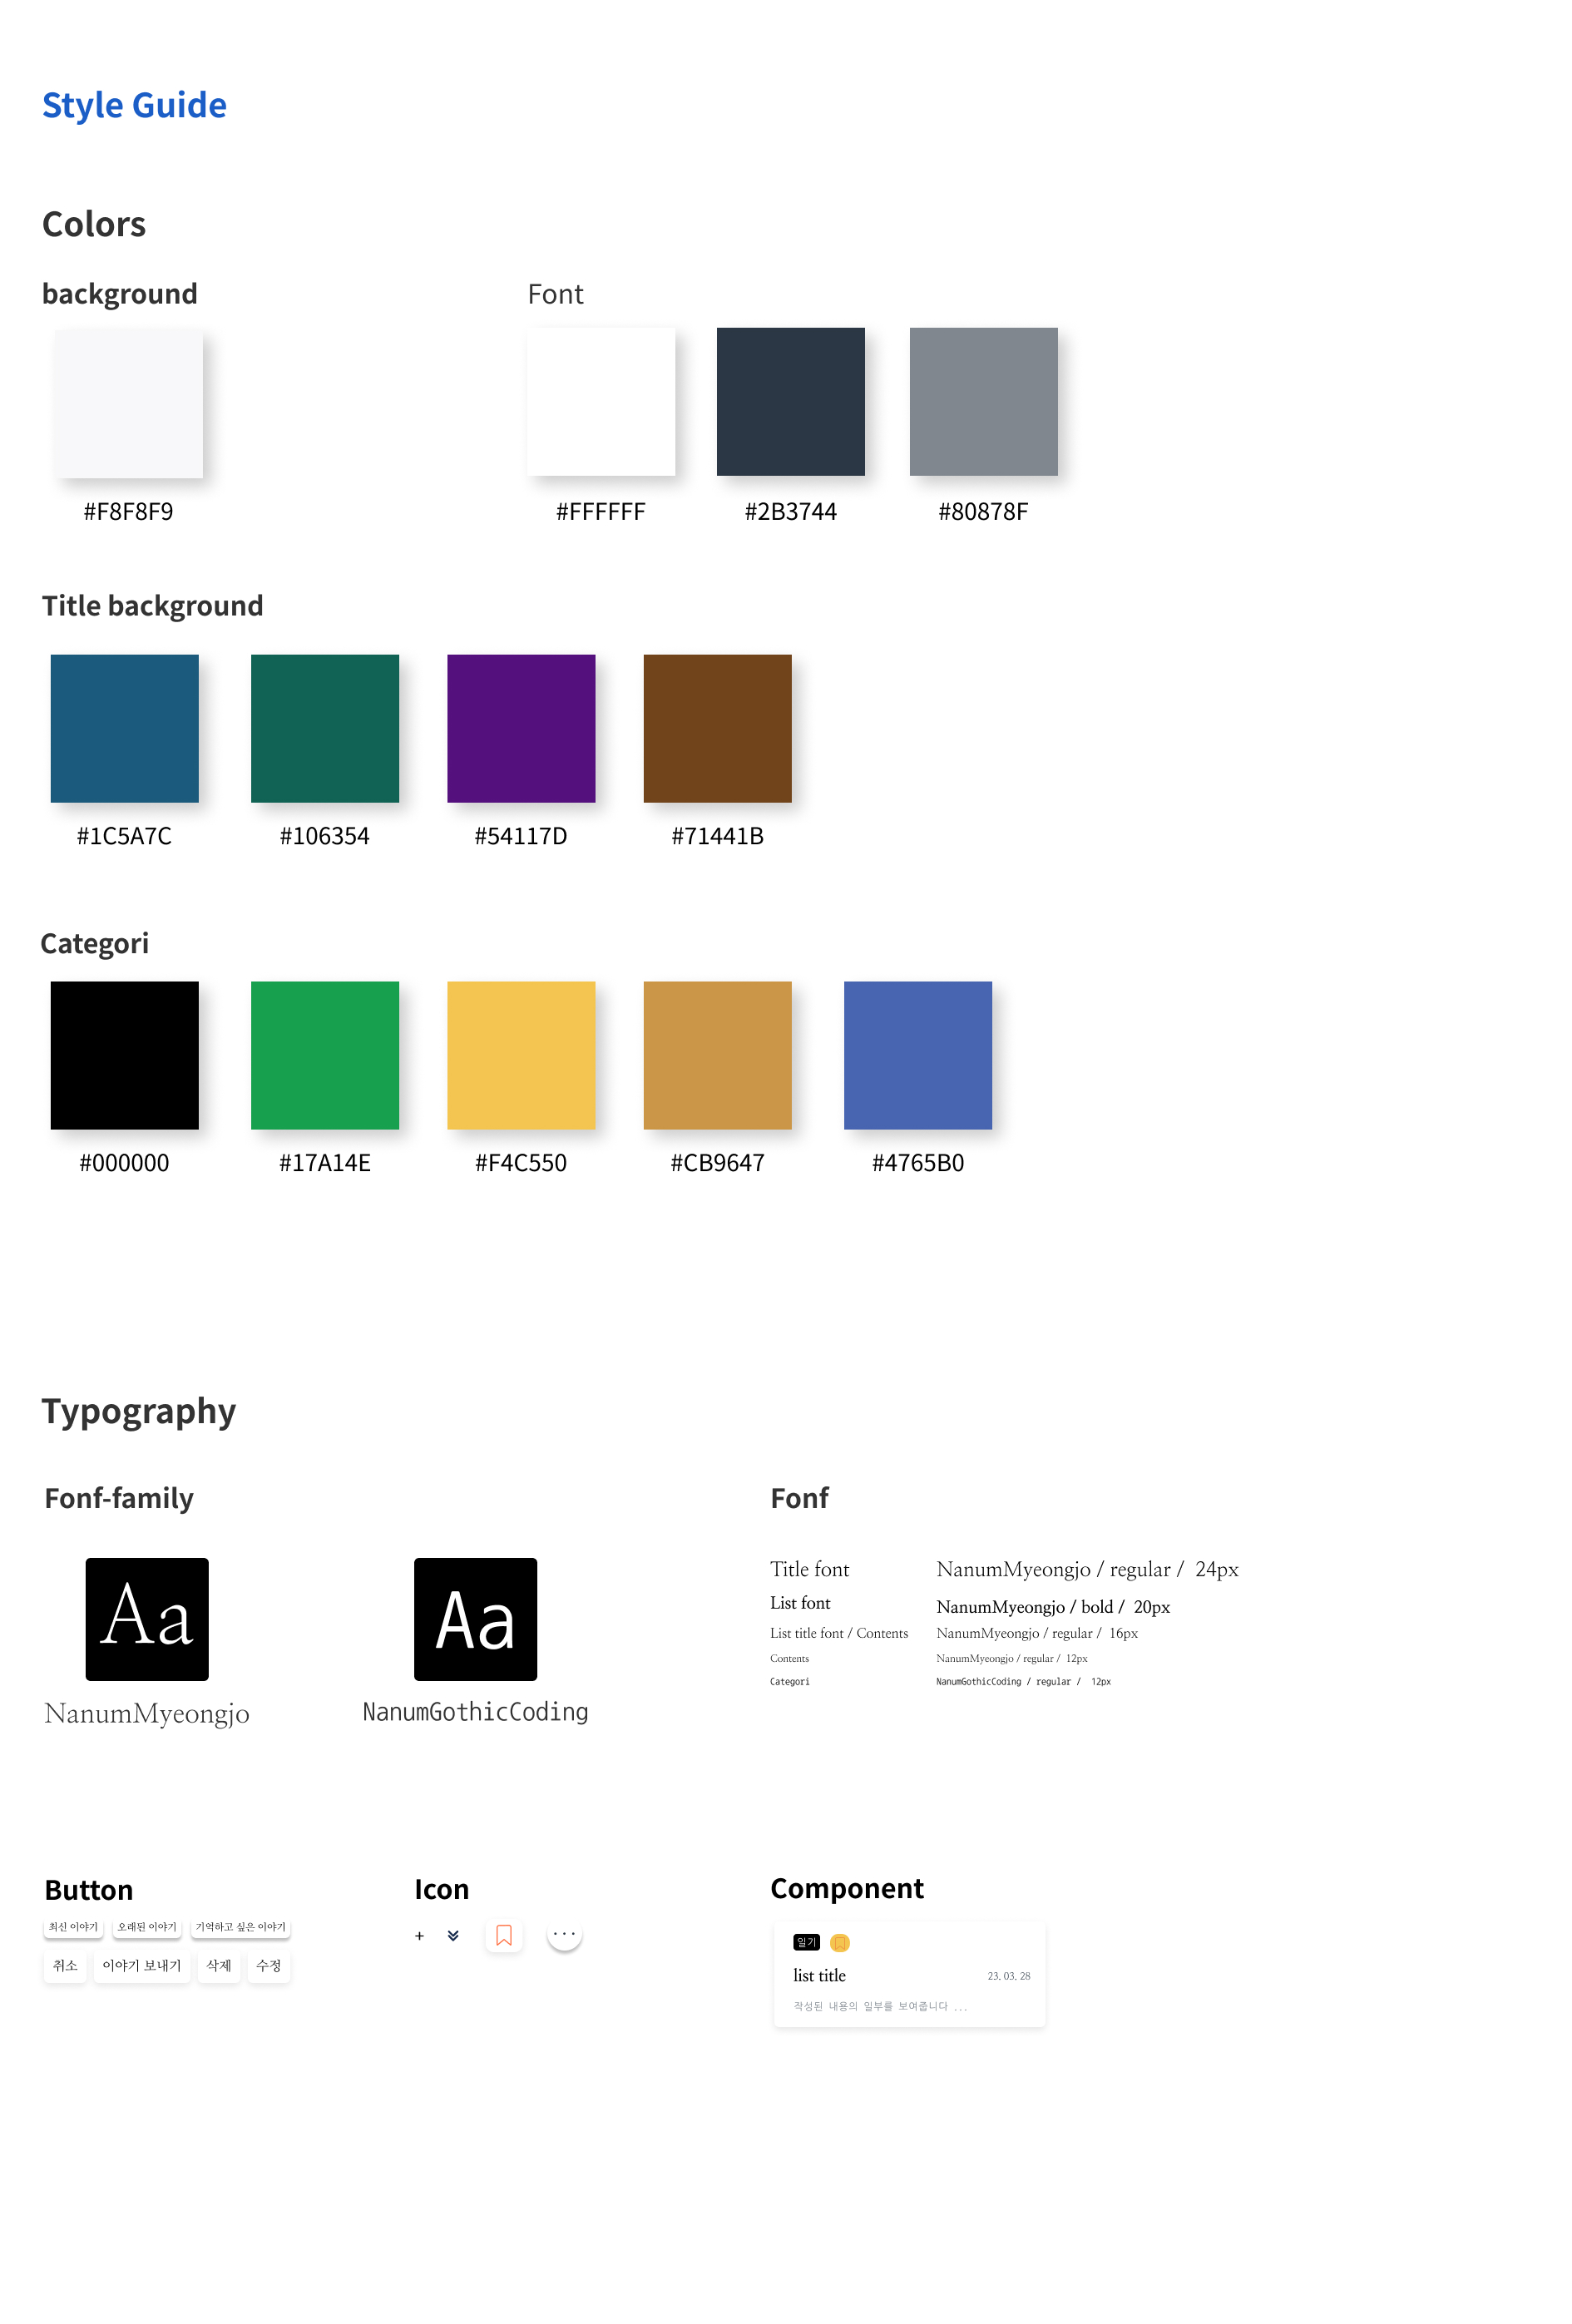 Style Guide
Colors
background
Font
#F8F8F9
#FFFFFF
#2B3744
#80878F
Title background
#1C5A7C
#106354
#54117D
#71441B
Categori
#000000
#17A14E
#F4C550
#CB9647
#4765B0
Typography
Fonf-family
Aa
NanumMyeongjo
Aa
NanumGothicCoding
Fonf
Title font NanumMyeongjo / regular / 24px
List font NanumMyeongjo / bold / 20px
List title font / Contents NanumMyeongjo / regular / 16px
Contents NanumMyeongjo / regular / 12px
Categori NanumGothicCoding / regular / 12px
Button
최신 이야기 오래된 이야기 기억하고 싶은 이야기
취소 이야기 보내기 삭제 수정
Icon
+
...
Component
일기
list title 23. 03. 28
작성된 내용의 일부를 보여줍니다 ...